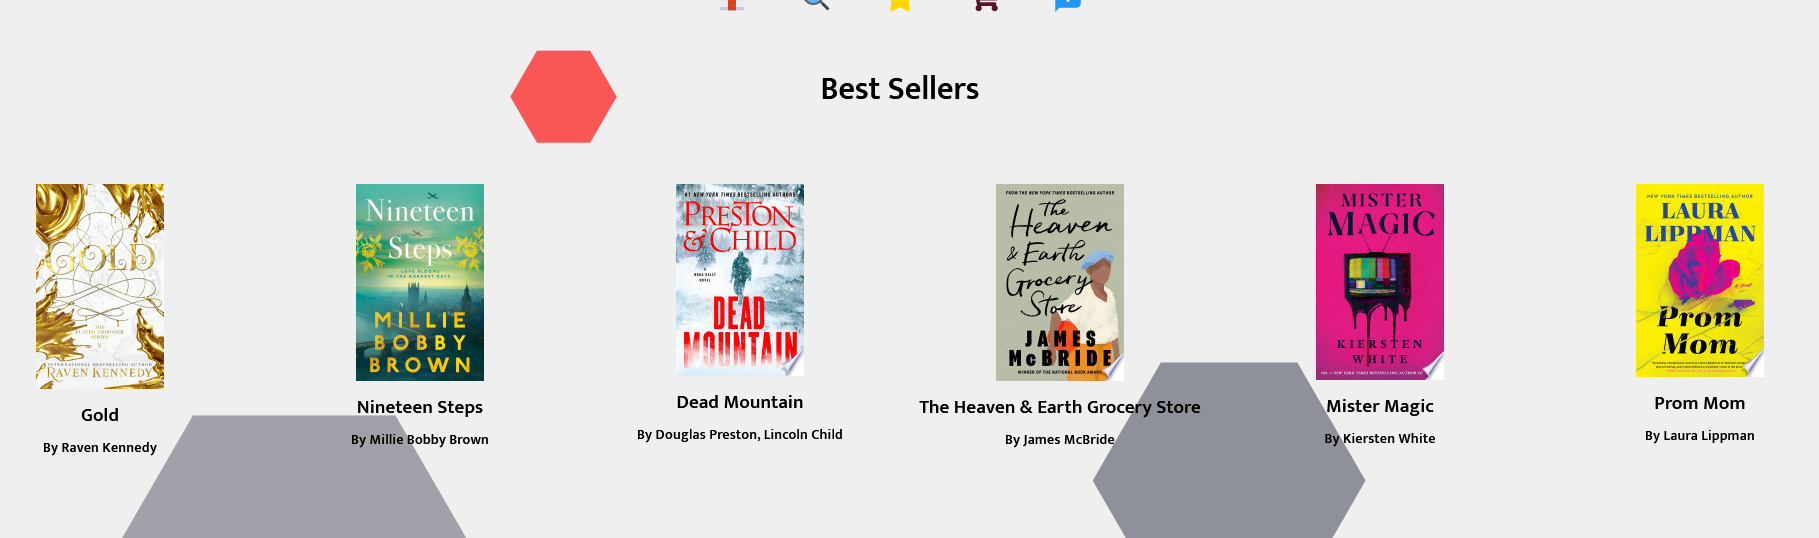 Best Sellers
GOLD
THE
PLATED PRISONER
SERIES
V
INTERNATIONAL BESTSELLING AUTHOR
RAVEN KENNEDY
Gold
By Raven Kennedy
Nineteen
Steps
LOVE BLOOMS
IN THE DARKEST DAYS
MILLIE
BOBBY
BROWN
Nineteen Steps
By Millie Bobby Brown
#1 NEW YORK TIMES BESTSELLING AUTHORS
PRESTON
& CHILD
A
NORA KELLY
NOVEL
DEAD
MOUNTAIN
Dead Mountain
By Douglas Preston, Lincoln Child
FROM THE NEW YORK TIMES BESTSELLING AUTHOR
The
Heaven
& Earth
Grocery
Store
JAMES
McBRIDE
WINNER OF THE NATIONAL BOOK AWARD
The Heaven & Earth Grocery Store
By James McBride
MISTER
MAGIC
KIERSTEN
WHITE
NO. 1 NEW YORK TIMES BESTSELLING AUTHOR OF
Mister Magic
By Kiersten White
NEW YORK TIMES BESTSELLING AUTHOR
LAURA
LIPPMAN
a novel
Prom
Mom
Prom Mom
By Laura Lippman